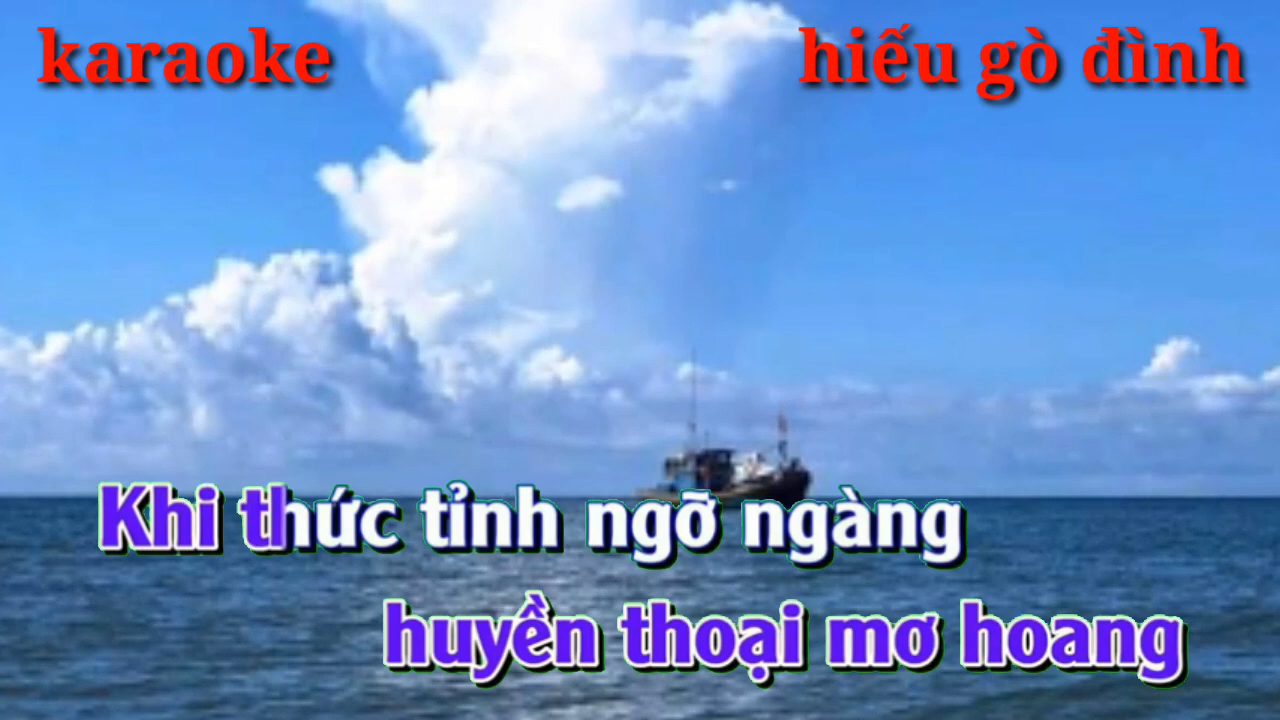 karaoke hiếu gò đình
Khi thức tỉnh ngỡ ngàng
huyền thoại mơ hoang